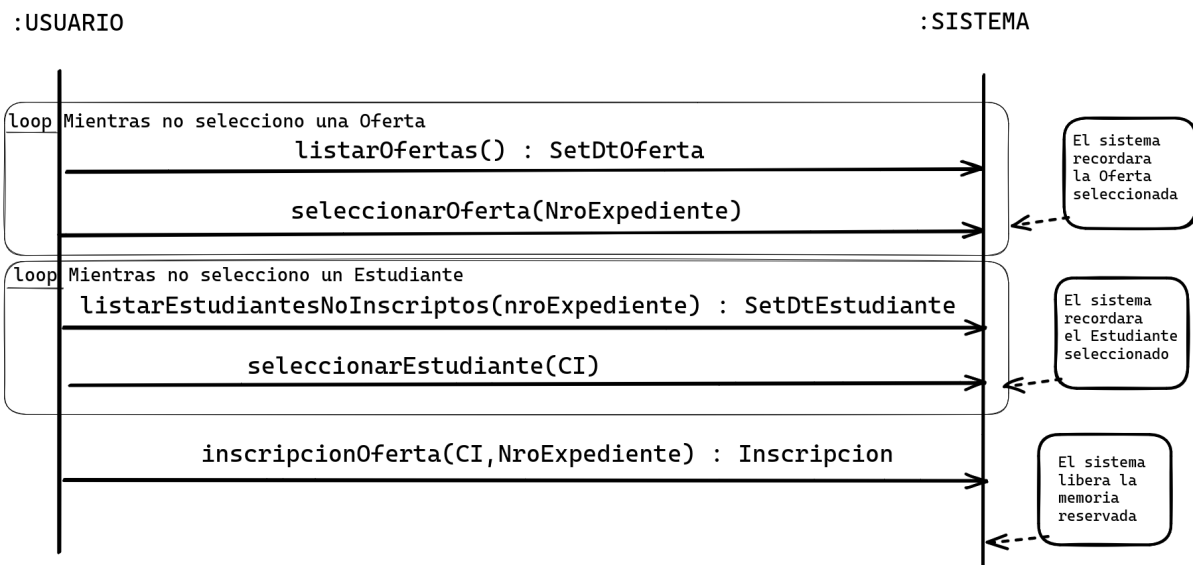 :USUARIO
:SISTEMA
loop Mientras no selecciono una Oferta
listarOfertas() : SetDtOferta
seleccionarOferta(NroExpediente)
El sistema
recordara
la Oferta
seleccionada
loop Mientras no selecciono un Estudiante
listarEstudiantesNoInscriptos(nroExpediente) : SetDtEstudiante
seleccionarEstudiante(CI)
El sistema
recordara
el Estudiante
seleccionado
inscripcionOferta(CI,NroExpediente) : Inscripcion
El sistema
libera la
memoria
reservada